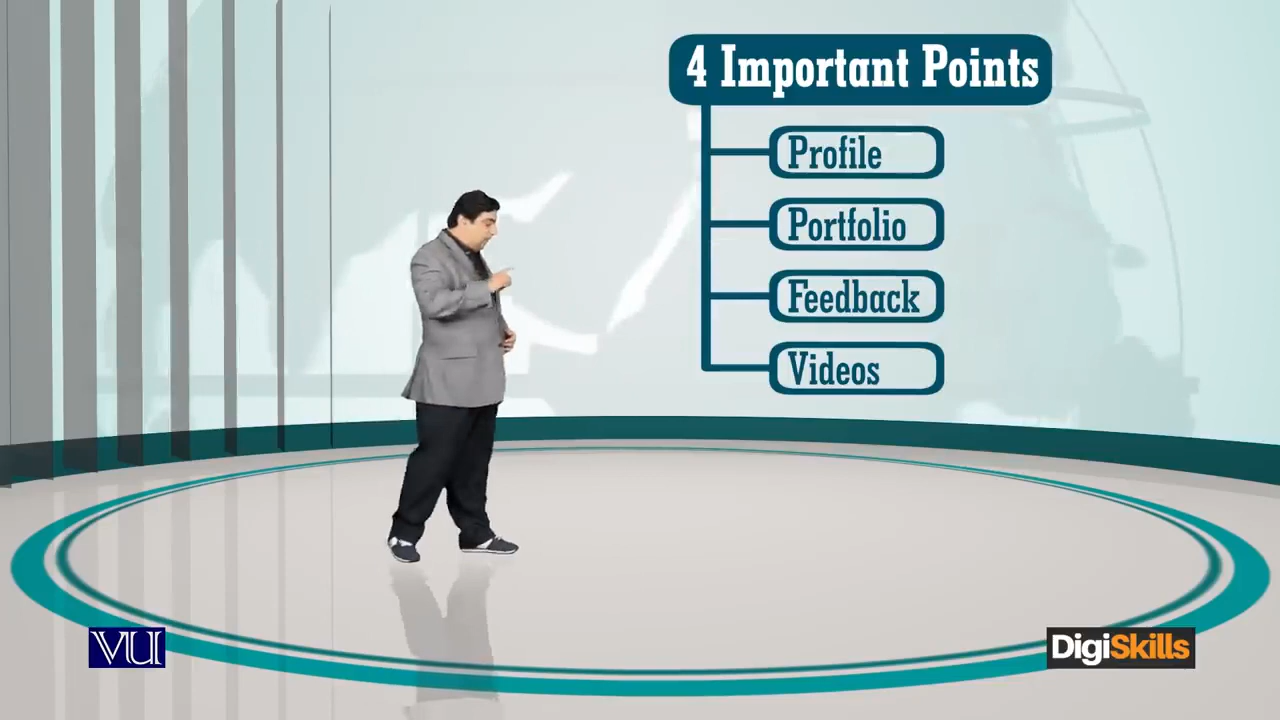 4 Important Points
Profile
Portfolio
Feedback
Videos
VU
DigiSkills